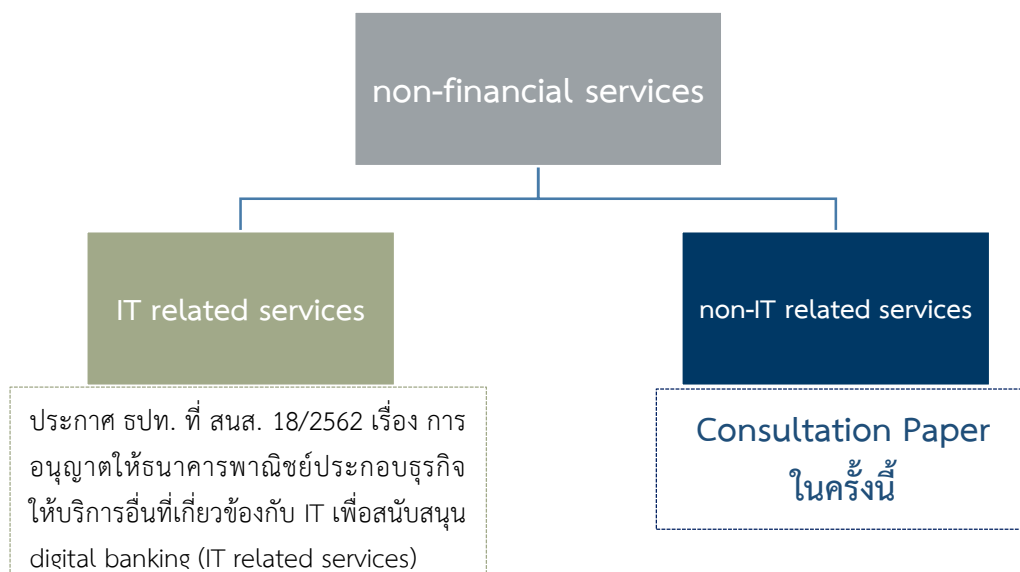 non-financial services
IT related services
non-IT related services
ประกาศ ธปท. ที่ สนส. 18/2562 เรื่อง การ
อนุญาตให้ธนาคารพาณิชย์ประกอบธุรกิจ
ให้บริการอื่นที่เกี่ยวข้องกับ IT เพื่อสนับสนุน
digital banking (IT related services)
Consultation Paper
ในครั้งนี้